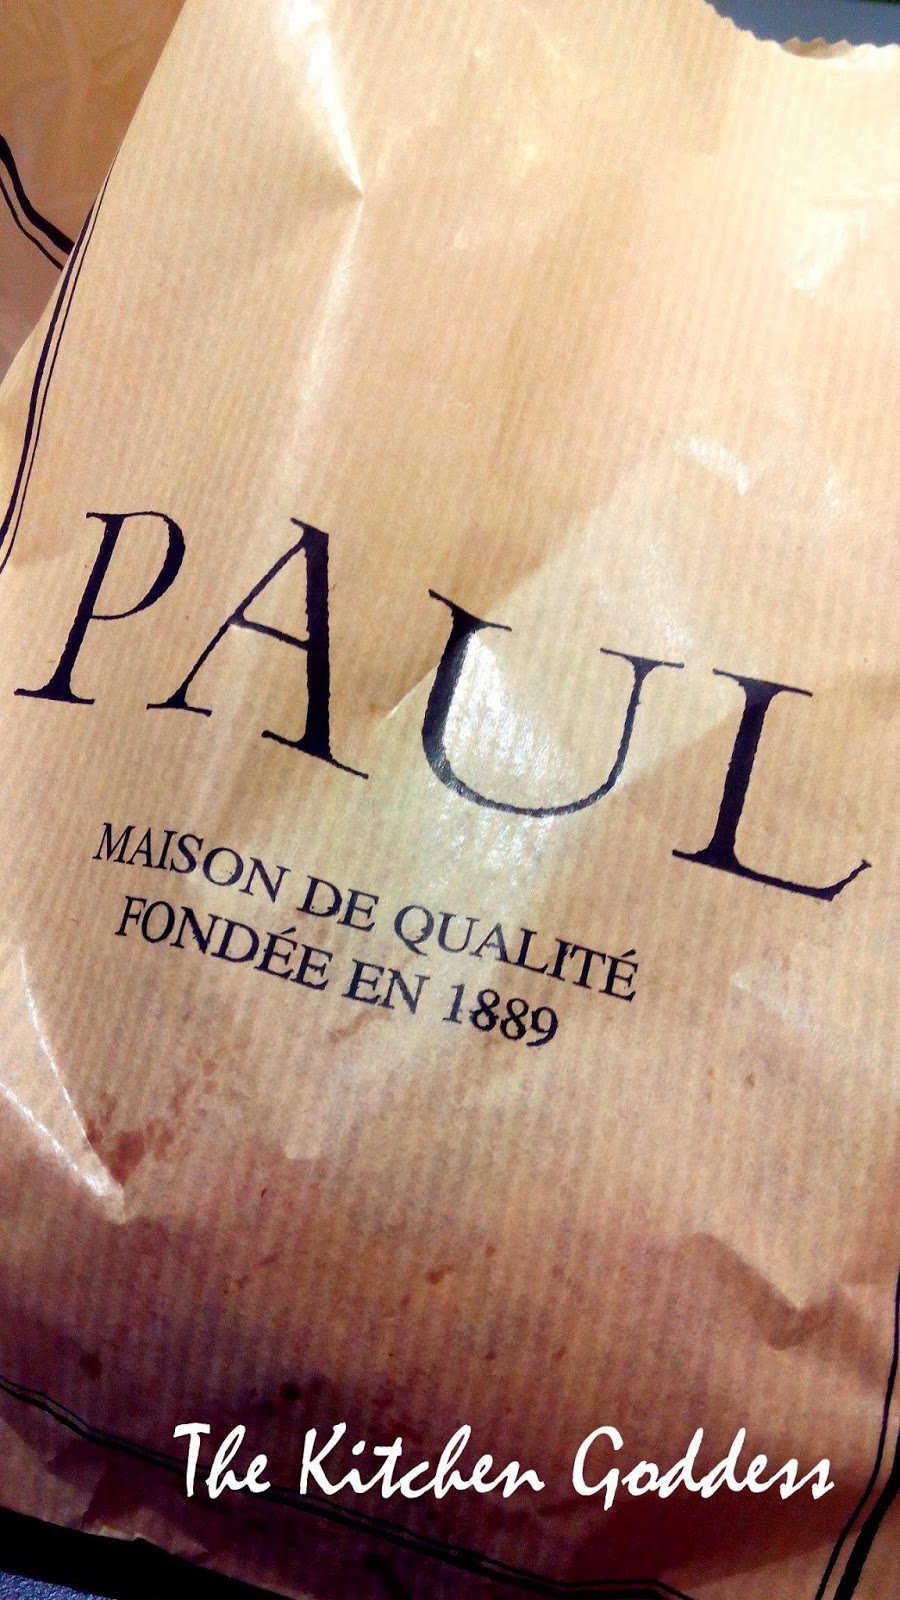 PAUL
MAISON DE QUALITÉ
FONDÉE EN 1889
The Kitchen Goddess